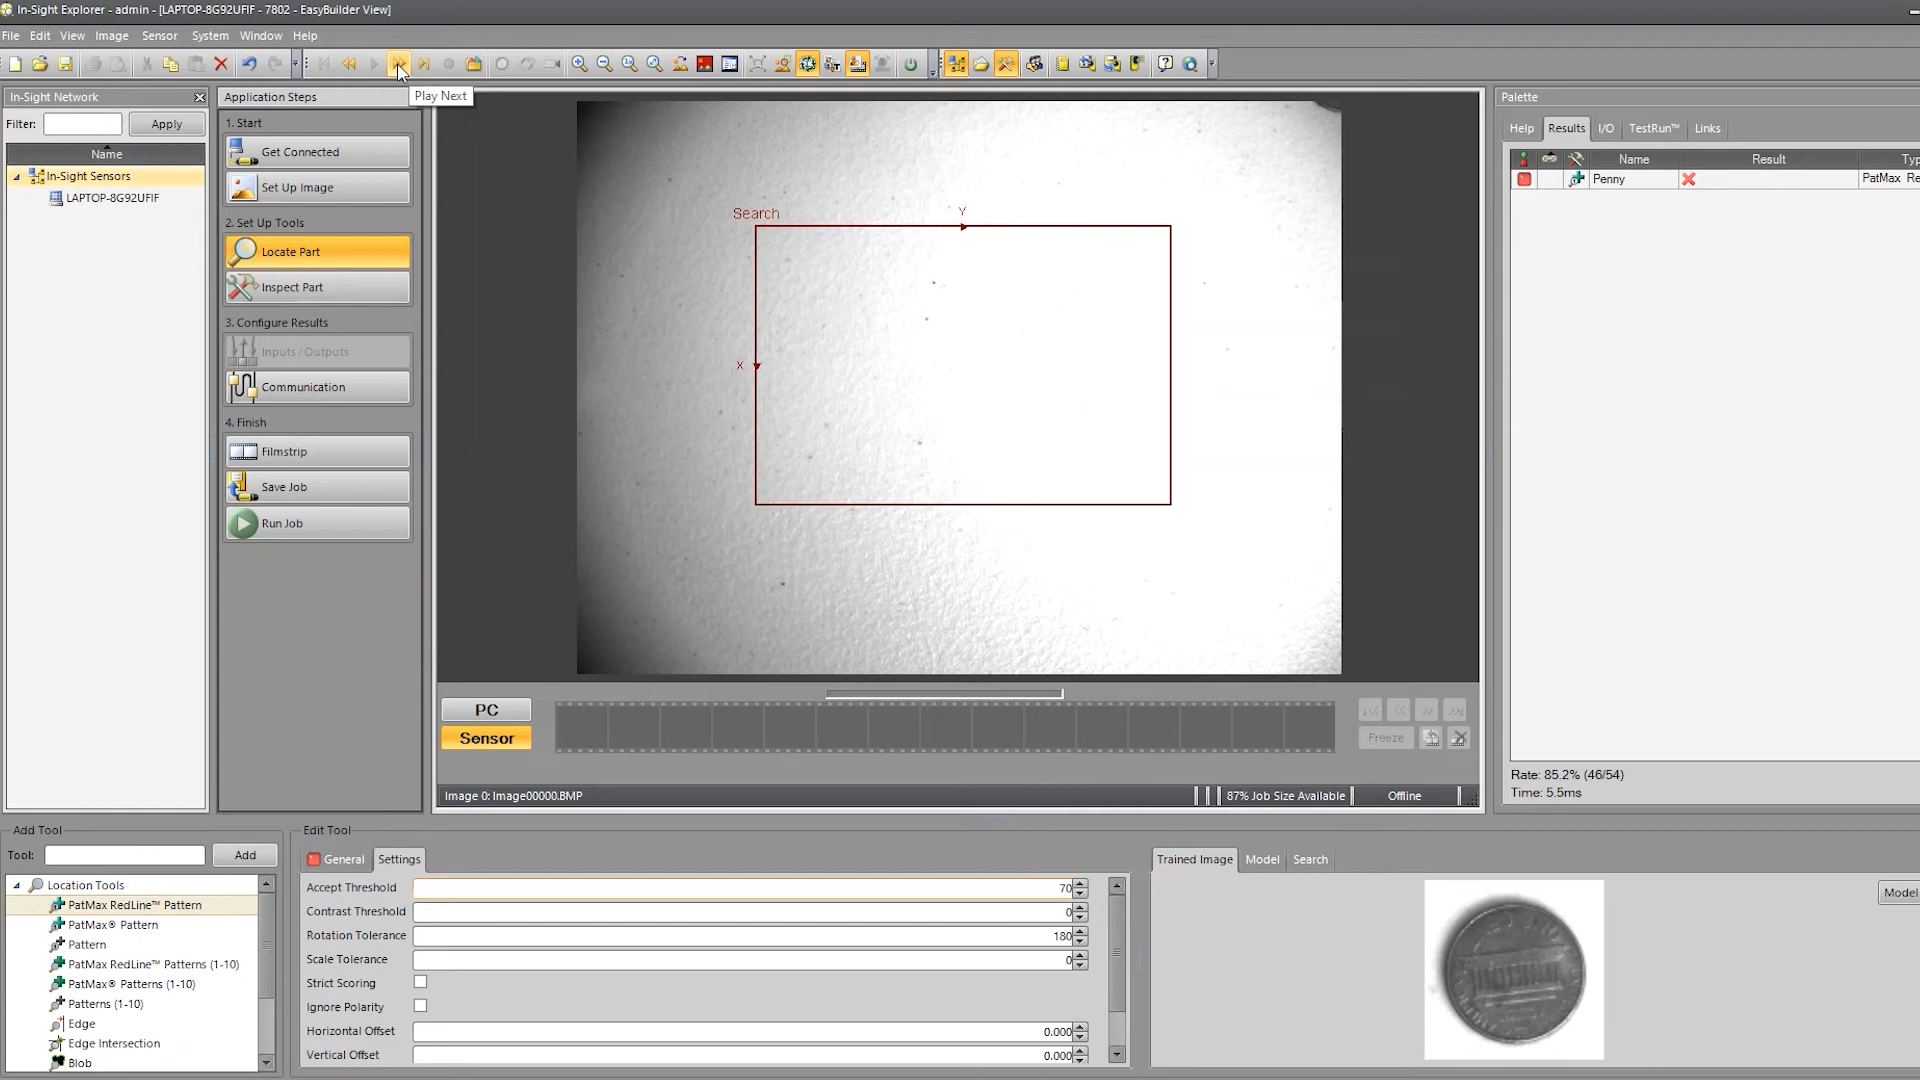 In-Sight Explorer - admin - [LAPTOP-8G92UFIF - 7802 - EasyBuilder View]
File Edit View Image Sensor System Window Help
Play Next
In-Sight Network
Filter: Apply
Name
In-Sight Sensors
LAPTOP-8G92UFIF
Application Steps
1. Start
Get Connected
Set Up Image
2. Set Up Tools
Locate Part
Inspect Part
3. Configure Results
Inputs/Outputs
Communication
4. Finish
Filmstrip
Save Job
Run Job
Search
Y
X
PC
Sensor
Freeze
Image 0: Image00000.BMP
87% Job Size Available
Offline
Palette
Help Results I/O TestRun™ Links
Name Result Typ
Penny PatMax Re
Rate: 85.2% (46/54)
Time: 5.5ms
Add Tool
Tool: Add
Location Tools
PatMax RedLine™ Pattern
PatMax® Pattern
Pattern
PatMax RedLine™ Patterns (1-10)
PatMax® Patterns (1-10)
Patterns (1-10)
Edge
Edge Intersection
Blob
Edit Tool
General Settings
Accept Threshold 70
Contrast Threshold 0
Rotation Tolerance 180
Scale Tolerance 0
Strict Scoring
Ignore Polarity
Horizontal Offset 0.000
Vertical Offset 0.000
Trained Image Model Search
Model